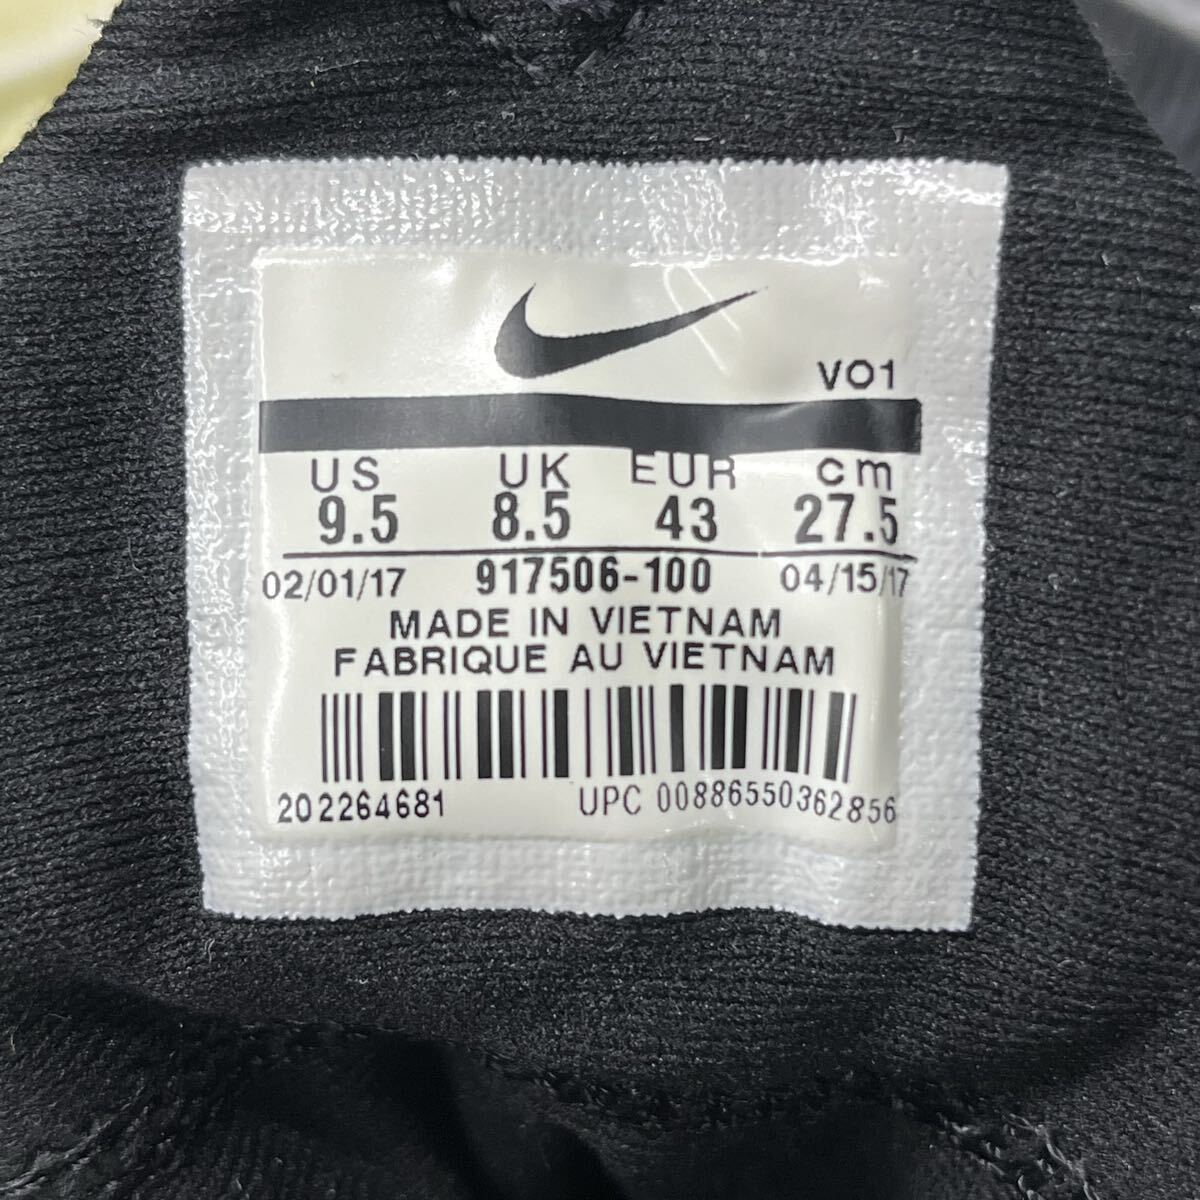 VO1
US UK EUR cm
9.5 8.5 43 27.5
02/01/17 917506-100 04/15/17
MADE IN VIETNAM
FABRIQUE AU VIETNAM
202264681 UPC 00886550362856